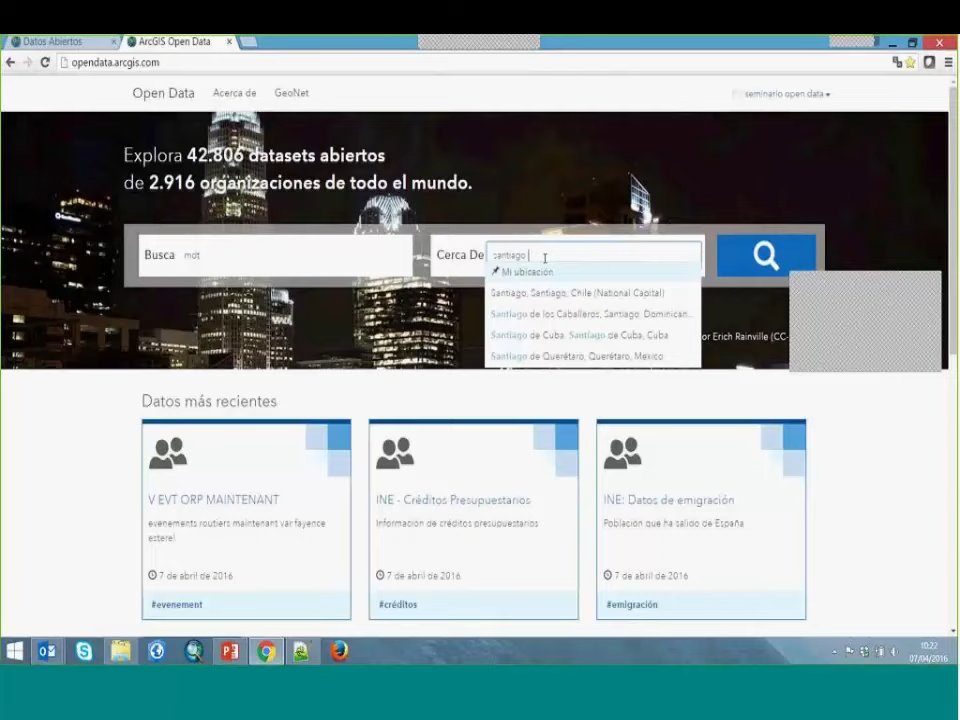 Datos Abiertos
ArcGIS Open Data
opendata.arcgis.com
Open Data
Acerca de
GeoNet
seminario open data
Explora 42.806 datasets abiertos
de 2.916 organizaciones de todo el mundo.
Busca mot
Cerca De santiago
Mi ubicación
Santiago, Santiago, Chile (National Capital)
Santiago de los Caballeros, Santiago, Dominican...
Santiago de Cuba, Santiago de Cuba, Cuba
Santiago de Querétaro, Querétaro, Mexico
or Erich Rainville (CC-
Datos más recientes
V EVT ORP MAINTENANT
evenements routiers maintenant var fayence
esterel
7 de abril de 2016
#evenement
INE - Créditos Presupuestarios
Información de créditos presupuestarios
7 de abril de 2016
#créditos
INE: Datos de emigración
Población que ha salido de España
7 de abril de 2016
#emigración
10:22
07/04/2016